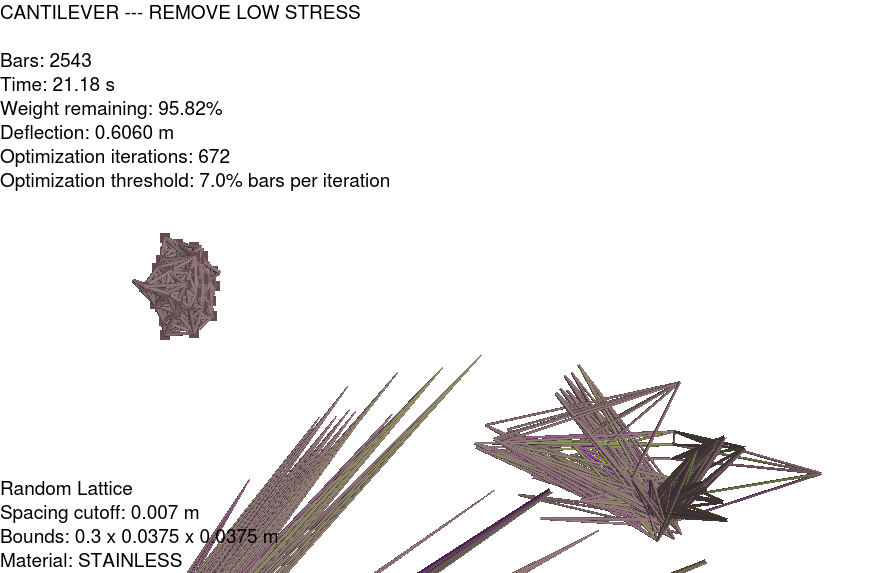 CANTILEVER --- REMOVE LOW STRESS
Bars: 2543
Time: 21.18 s
Weight remaining: 95.82%
Deflection: 0.6060 m
Optimization iterations: 672
Optimization threshold: 7.0% bars per iteration
Random Lattice
Spacing cutoff: 0.007 m
Bounds: 0.3 x 0.0375 x 0.0375 m
Material: STAINLESS